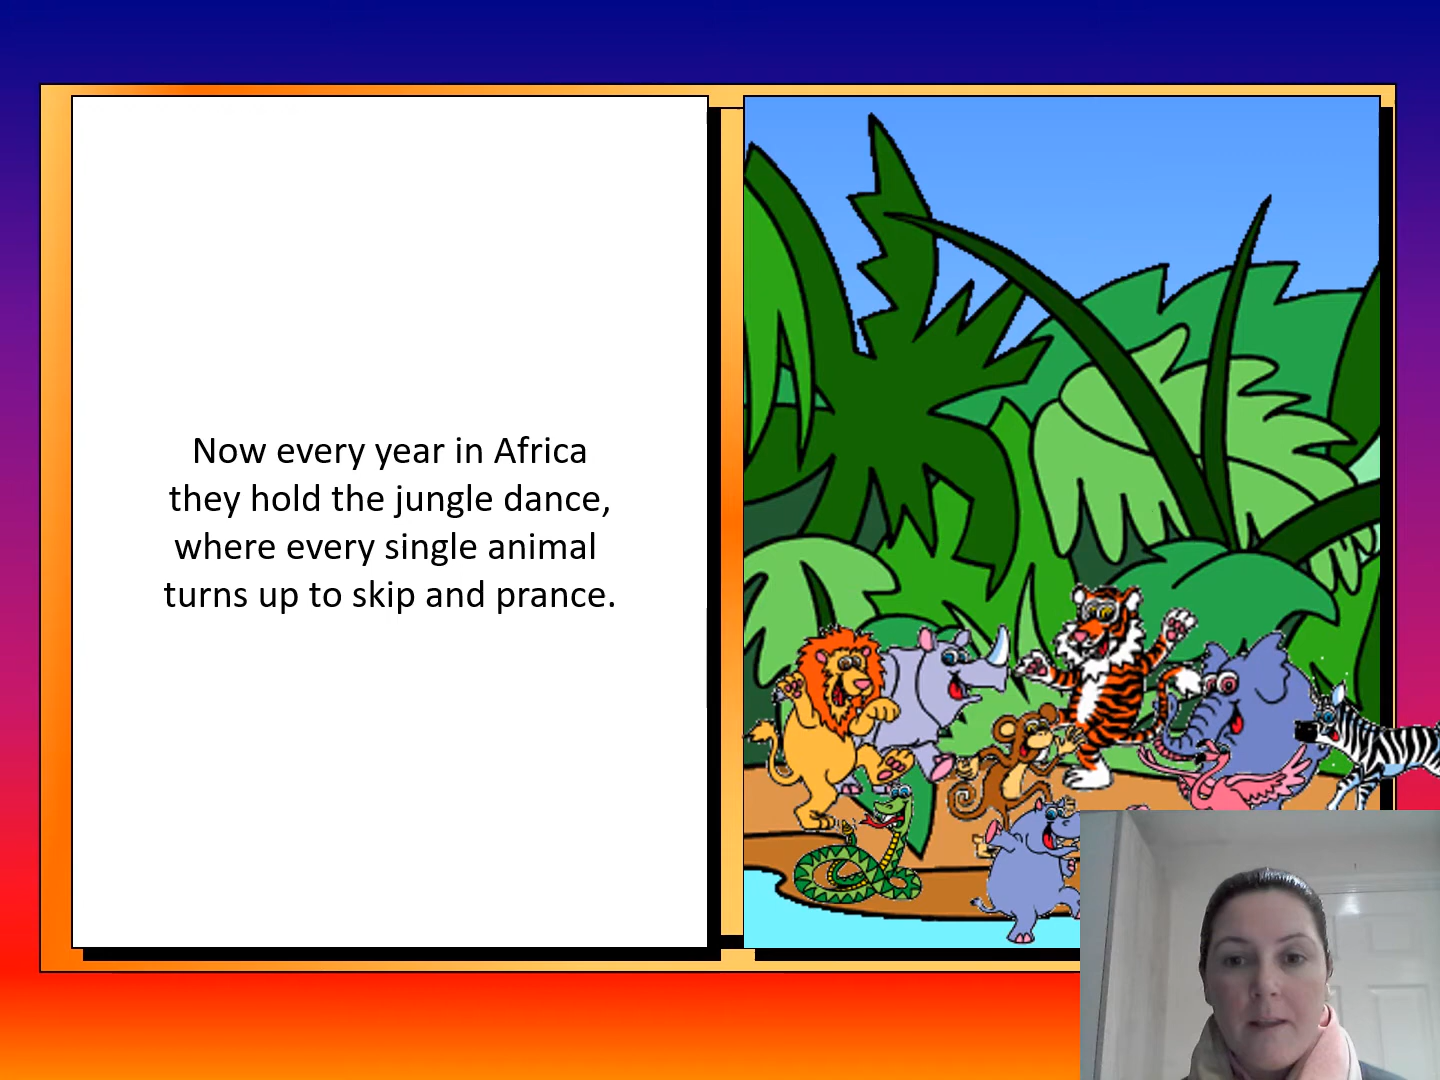 Now every year in Africa
they hold the jungle dance,
where every single animal
turns up to skip and prance.